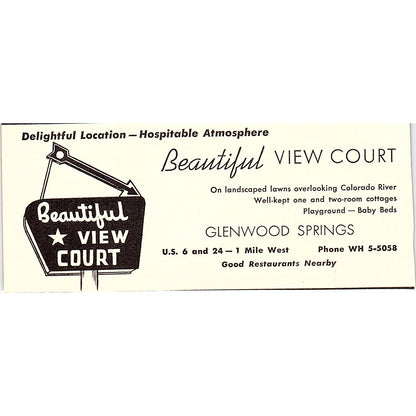 Delightful Location — Hospitable Atmosphere
Beautiful VIEW COURT
On landscaped lawns overlooking Colorado River
Well-kept one and two-room cottages
Playground — Baby Beds
GLENWOOD SPRINGS
U.S. 6 and 24 — 1 Mile West Phone WH 5-5058
Good Restaurants Nearby
Beautiful
★ VIEW
COURT